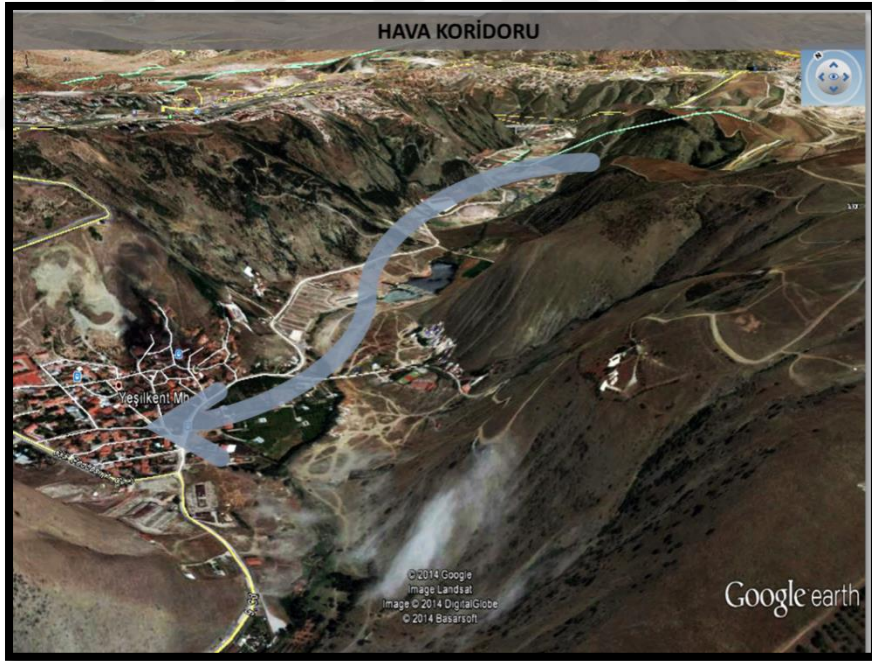 HAVA KORİDORU
Yeşilkent Mh
© 2014 Google
Image Landsat
Image © 2014 DigitalGlobe
© 2014 Basarsoft
Google earth